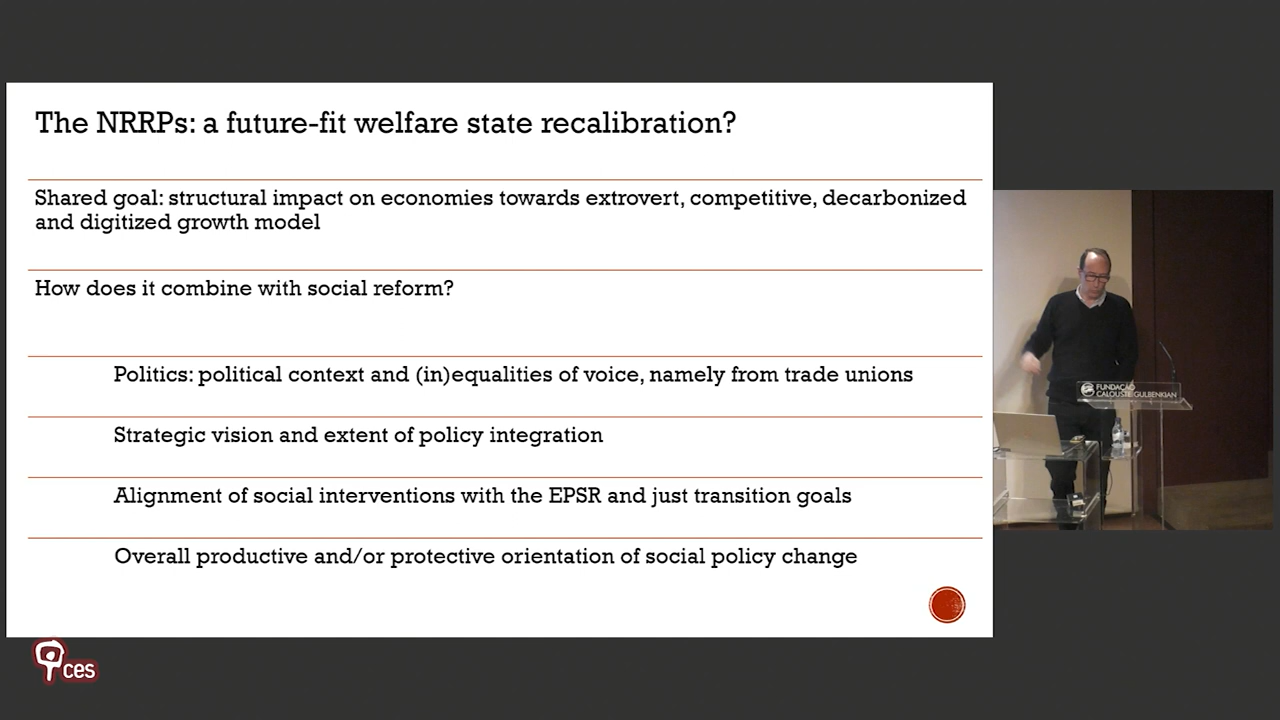 The NRRPs: a future-fit welfare state recalibration?
Shared goal: structural impact on economies towards extrovert, competitive, decarbonized
and digitized growth model
How does it combine with social reform?
Politics: political context and (in)equalities of voice, namely from trade unions
Strategic vision and extent of policy integration
Alignment of social interventions with the EPSR and just transition goals
Overall productive and/or protective orientation of social policy change
FUNDAÇÃO
CALOUSTE GULBENKIAN
ces